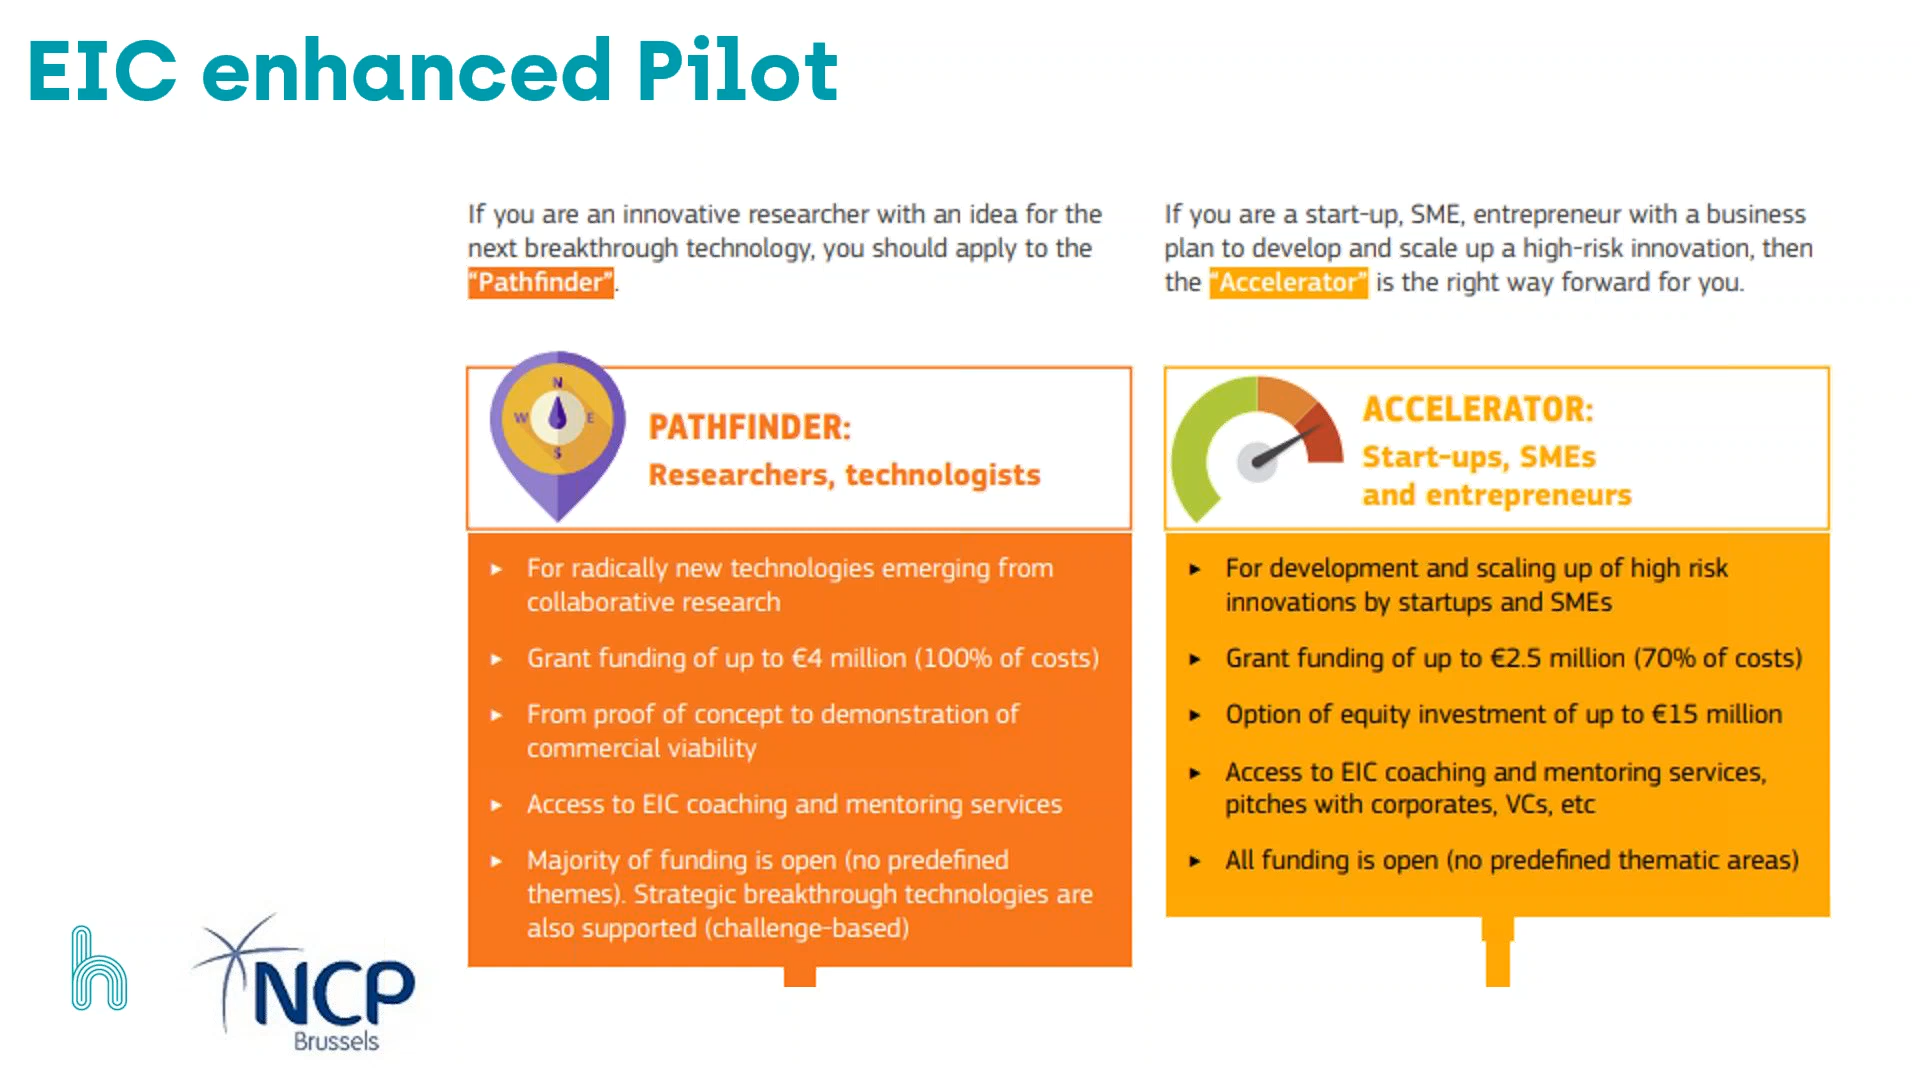 EIC enhanced Pilot
If you are an innovative researcher with an idea for the
next breakthrough technology, you should apply to the
“Pathfinder”.
If you are a start-up, SME, entrepreneur with a business
plan to develop and scale up a high-risk innovation, then
the “Accelerator” is the right way forward for you.
N
W E
S
PATHFINDER:
Researchers, technologists
▸ For radically new technologies emerging from
collaborative research
▸ Grant funding of up to €4 million (100% of costs)
▸ From proof of concept to demonstration of
commercial viability
▸ Access to EIC coaching and mentoring services
▸ Majority of funding is open (no predefined
themes). Strategic breakthrough technologies are
also supported (challenge-based)
ACCELERATOR:
Start-ups, SMEs
and entrepreneurs
▸ For development and scaling up of high risk
innovations by startups and SMEs
▸ Grant funding of up to €2.5 million (70% of costs)
▸ Option of equity investment of up to €15 million
▸ Access to EIC coaching and mentoring services,
pitches with corporates, VCs, etc
▸ All funding is open (no predefined thematic areas)
h
NCP
Brussels